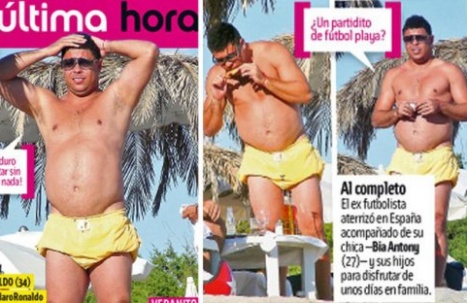 última hora
duro
tar sin
nada!
LDO (34)
laroRonaldo
VERANITO
¿Un partidito
de fútbol playa?
Al completo
El ex futbolista
aterrizó en España
acompañado de su
chica —Bia Antony
(27)— y sus hijos
para disfrutar de
unos días en familia.